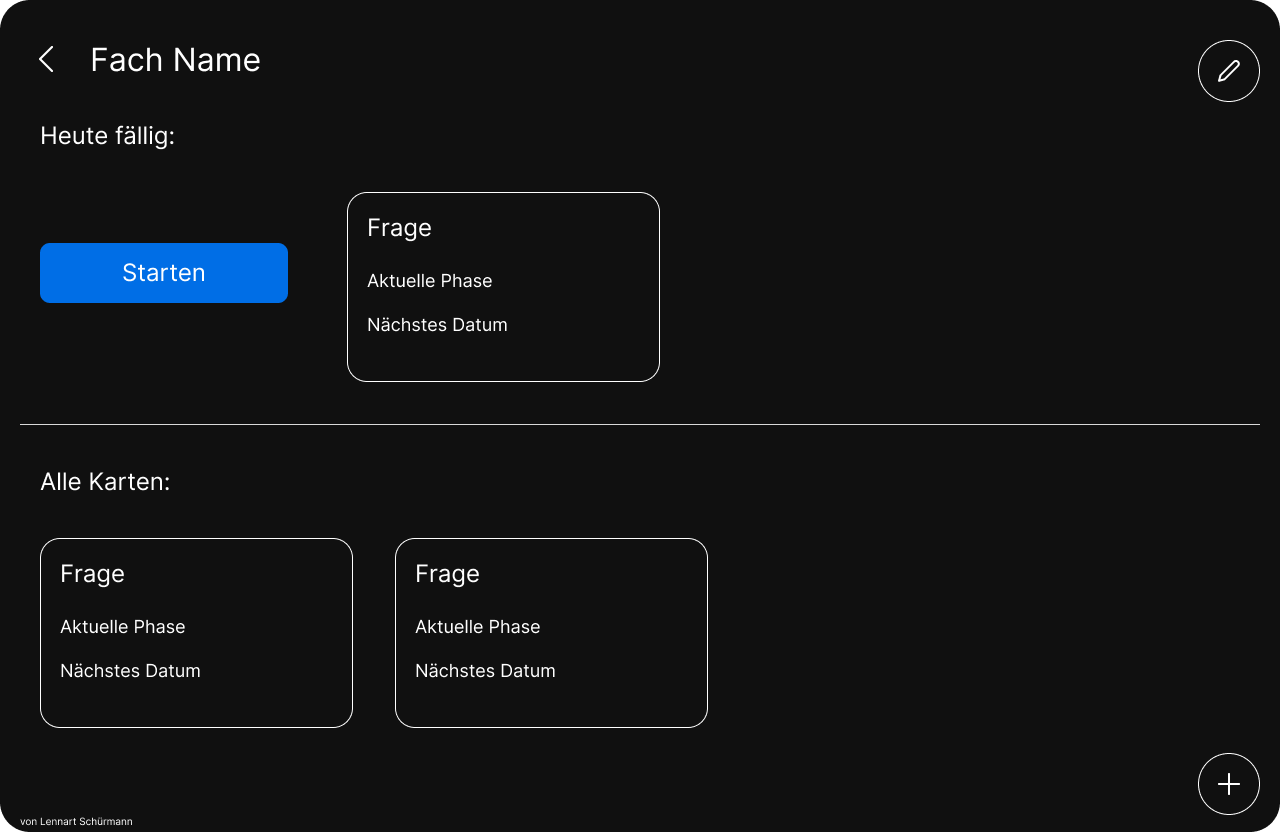 Fach Name
Heute fällig:
Starten
Frage
Aktuelle Phase
Nächstes Datum
Alle Karten:
Frage
Aktuelle Phase
Nächstes Datum
Frage
Aktuelle Phase
Nächstes Datum
von Lennart Schürmann